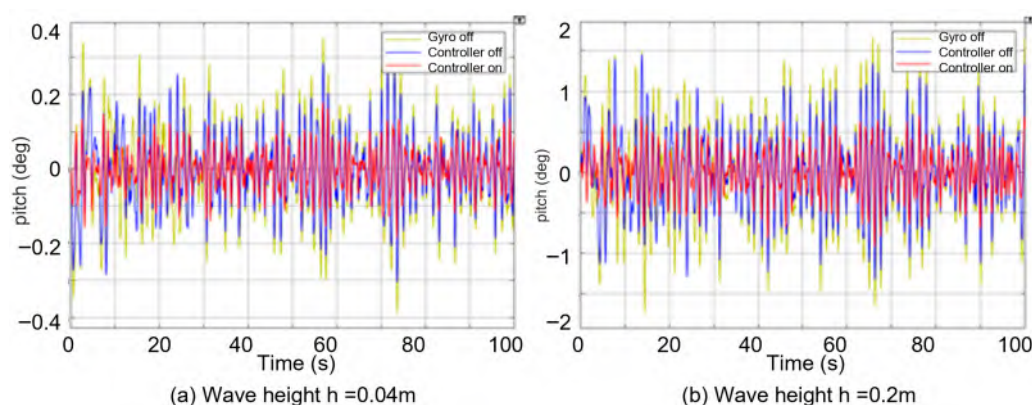 0.4
0.2
0
−0.2
−0.4
pitch (deg)
Gyro off
Controller off
Controller on
0
20
40
60
80
100
Time (s)
(a) Wave height h =0.04m
2
1
0
−1
−2
pitch (deg)
Gyro off
Controller off
Controller on
0
20
40
60
80
100
Time (s)
(b) Wave height h =0.2m